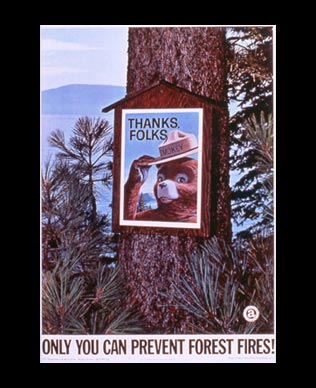 THANKS,
FOLKS
SMOKEY
a
ONLY YOU CAN PREVENT FOREST FIRES!